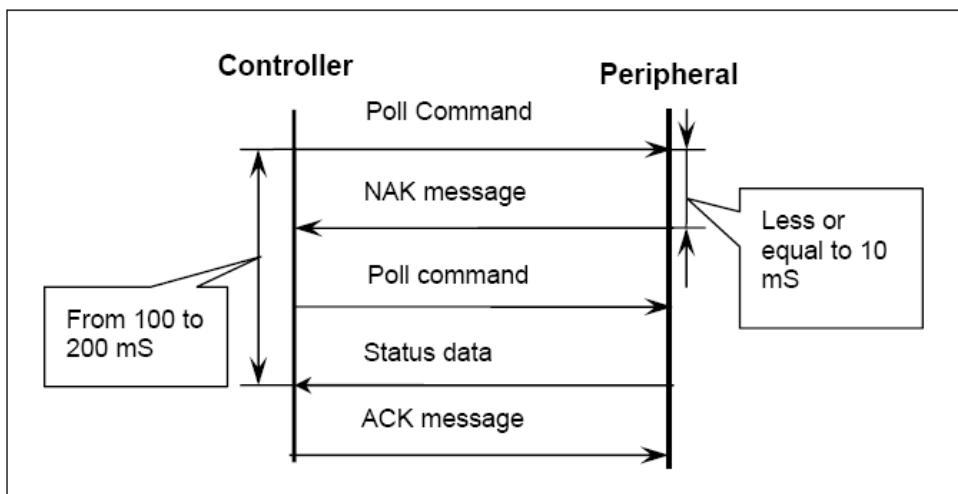 Controller
Peripheral
Poll Command
NAK message
Less or
equal to 10
mS
Poll command
From 100 to
200 mS
Status data
ACK message